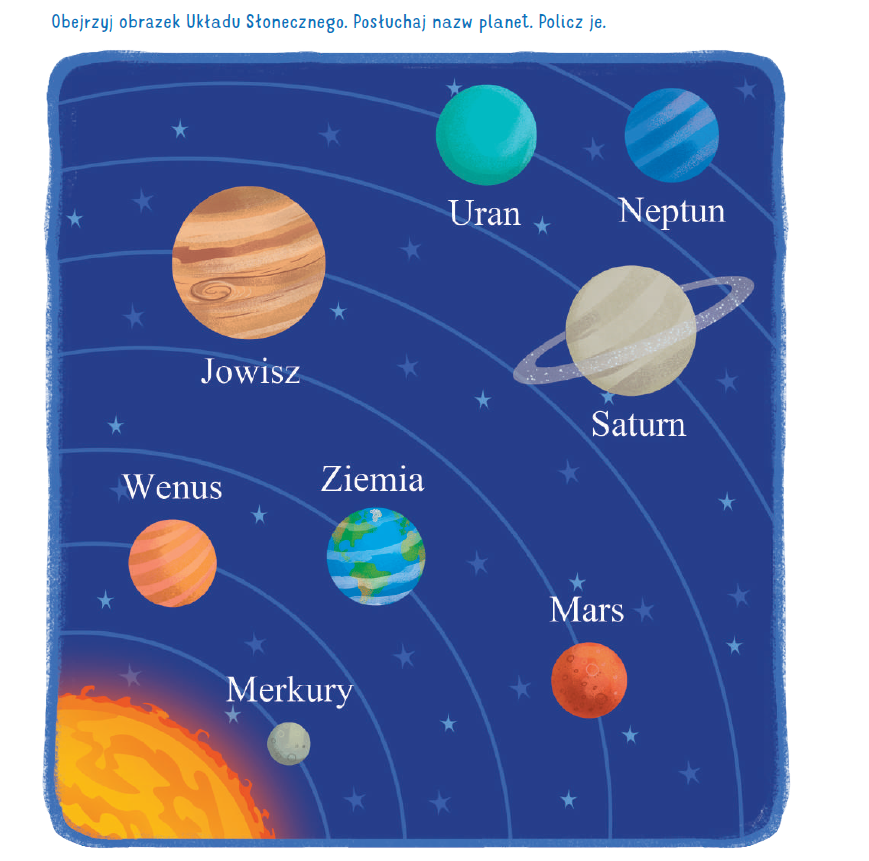 Obejrzyj obrazek Układu Słonecznego. Posłuchaj nazw planet. Policz je.
Uran
Neptun
Jowisz
Saturn
Wenus
Ziemia
Mars
Merkury